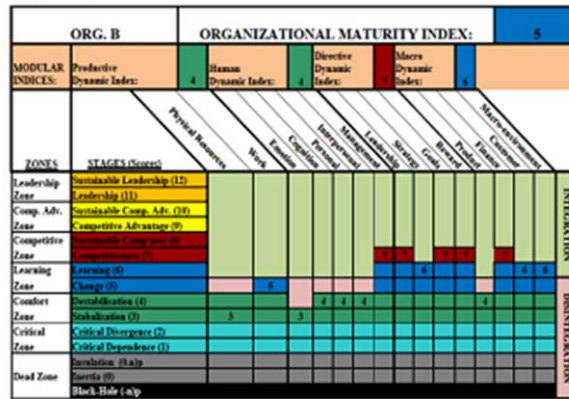 ORG. B ORGANIZATIONAL MATURITY INDEX: 5
MODULAR INDICES: Productive Dynamic Index: 4 Human Dynamic Index: 4 Directive Dynamic Index: 7 Macro Dynamic Index: 6
Physical Resources
Work
Emotion
Cognition
Personal
Interpersonal
Management
Leadership
Strategy
Goals
Reward
Product
Finance
Customer
Macro-environment
ZONES STAGES (Scores)
Leadership Zone
Sustainable Leadership (12)
Leadership (11)
Comp. Adv. Zone
Sustainable Comp. Adv. (10)
Competitive Advantage (9)
Competitive Zone
Sustainable Comp'ness (8)
Competitiveness (7) 7 7 7 7 7
Learning Zone
Learning (6) 6 6 6
Change (5) 5
Comfort Zone
Destabilization (4) 4 4 4 4
Stabalization (3) 3 3
Critical Zone
Critical Divergence (2)
Critical Dependence (1)
Dead Zone
Insulation (0.n)p
Inertia (0)
Black-Hole (-n)p
INTEGRATION
DISINTEGRATION